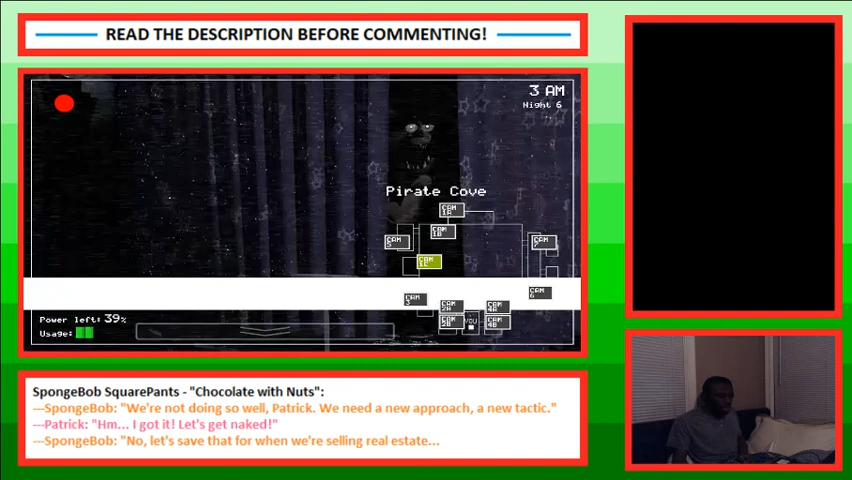 READ THE DESCRIPTION BEFORE COMMENTING!
3 AM
Night 6
Pirate Cove
CAM 1A
CAM 1B
CAM 5
CAM 7
CAM 1C
CAM 3
CAM 6
CAM 2A
CAM 4A
CAM 2B
YOU
CAM 4B
Power left: 39%
Usage:
SpongeBob SquarePants - "Chocolate with Nuts":
---SpongeBob: "We're not doing so well, Patrick. We need a new approach, a new tactic."
---Patrick: "Hm... I got it! Let's get naked!"
---SpongeBob: "No, let's save that for when we're selling real estate...